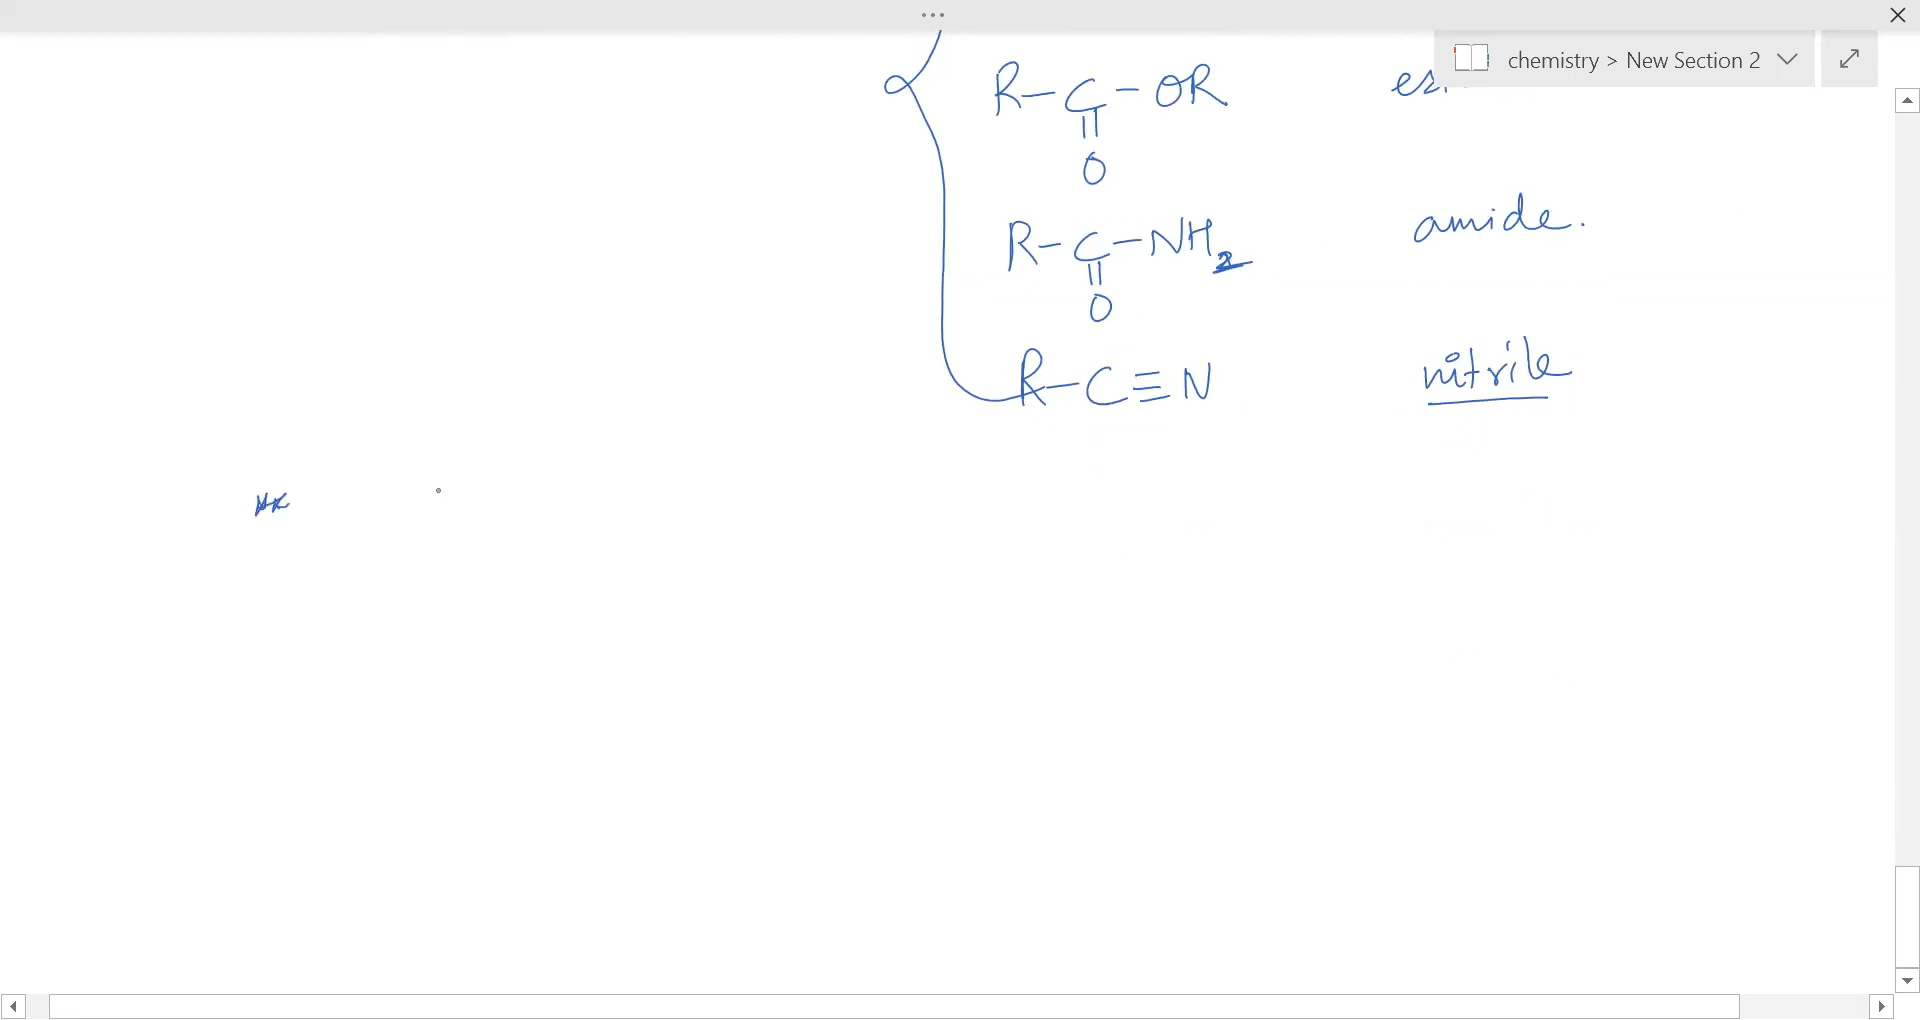 chemistry > New Section 2
R-C-OR
||
O
R-C-NH2 amide.
||
O
R-C≡N nitrile